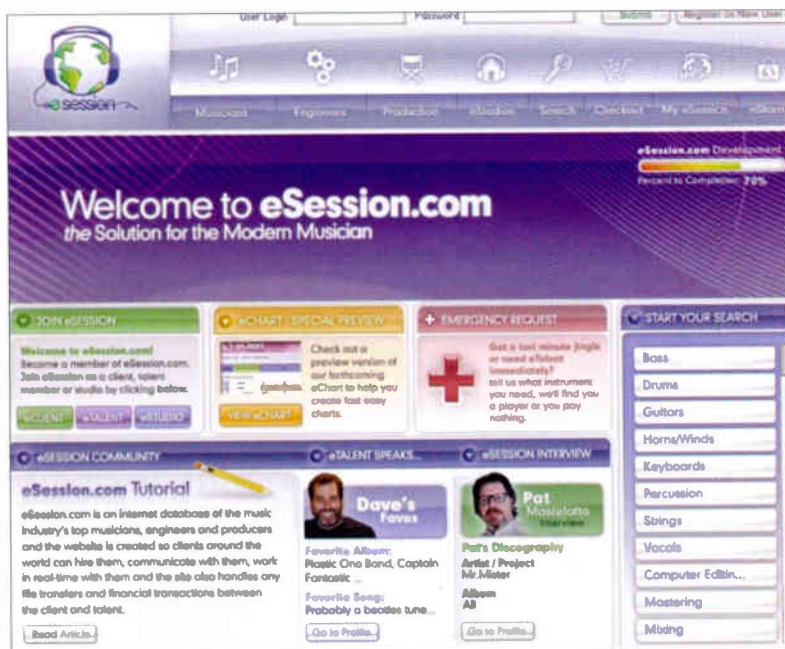 User Login
Password
Submit
Register as New User
esession
Musicians
Engineers
Production
eStudios
Search
Checkout
My eSession
eStore
eSession.com Development
Percent to Completion: 70%
Welcome to eSession.com
the Solution for the Modern Musician
JOIN eSESSION
Welcome to eSession.com!
Become a member of eSession.com.
Join eSession as a client, talent
member or studio by clicking below.
eCLIENT
eTALENT
eSTUDIO
eCHART - SPECIAL PREVIEW
Check out a
preview version of
our forthcoming
eChart to help you
create fast easy
charts.
VIEW eCHART
EMERGENCY REQUEST
Got a last minute jingle
or need eTalent
immediately?
tell us what instrument
you need, we'll find you
a player or you pay
nothing.
START YOUR SEARCH
Bass
Drums
Guitars
Horns/Winds
Keyboards
Percussion
Strings
Vocals
Computer Editin...
Mastering
Mixing
eSESSION COMMUNITY
eSession.com Tutorial
eSession.com is an internet database of the music
industry's top musicians, engineers and producers
and the website is created so clients around the
world can hire them, communicate with them, work
in real-time with them and the site also handles any
file transfers and financial transactions between
the client and talent.
Read Article...
eTALENT SPEAKS...
Dave's
Faves
Favorite Album:
Plastic Ono Band, Captain
Fantastic ...
Favorite Song:
Probably a beatles tune...
Go to Profile...
eSESSION INTERVIEW
Pat
Mastelotto
Interview
Pat's Discography
Artist / Project
Mr.Mister
Album
All
Go to Profile...